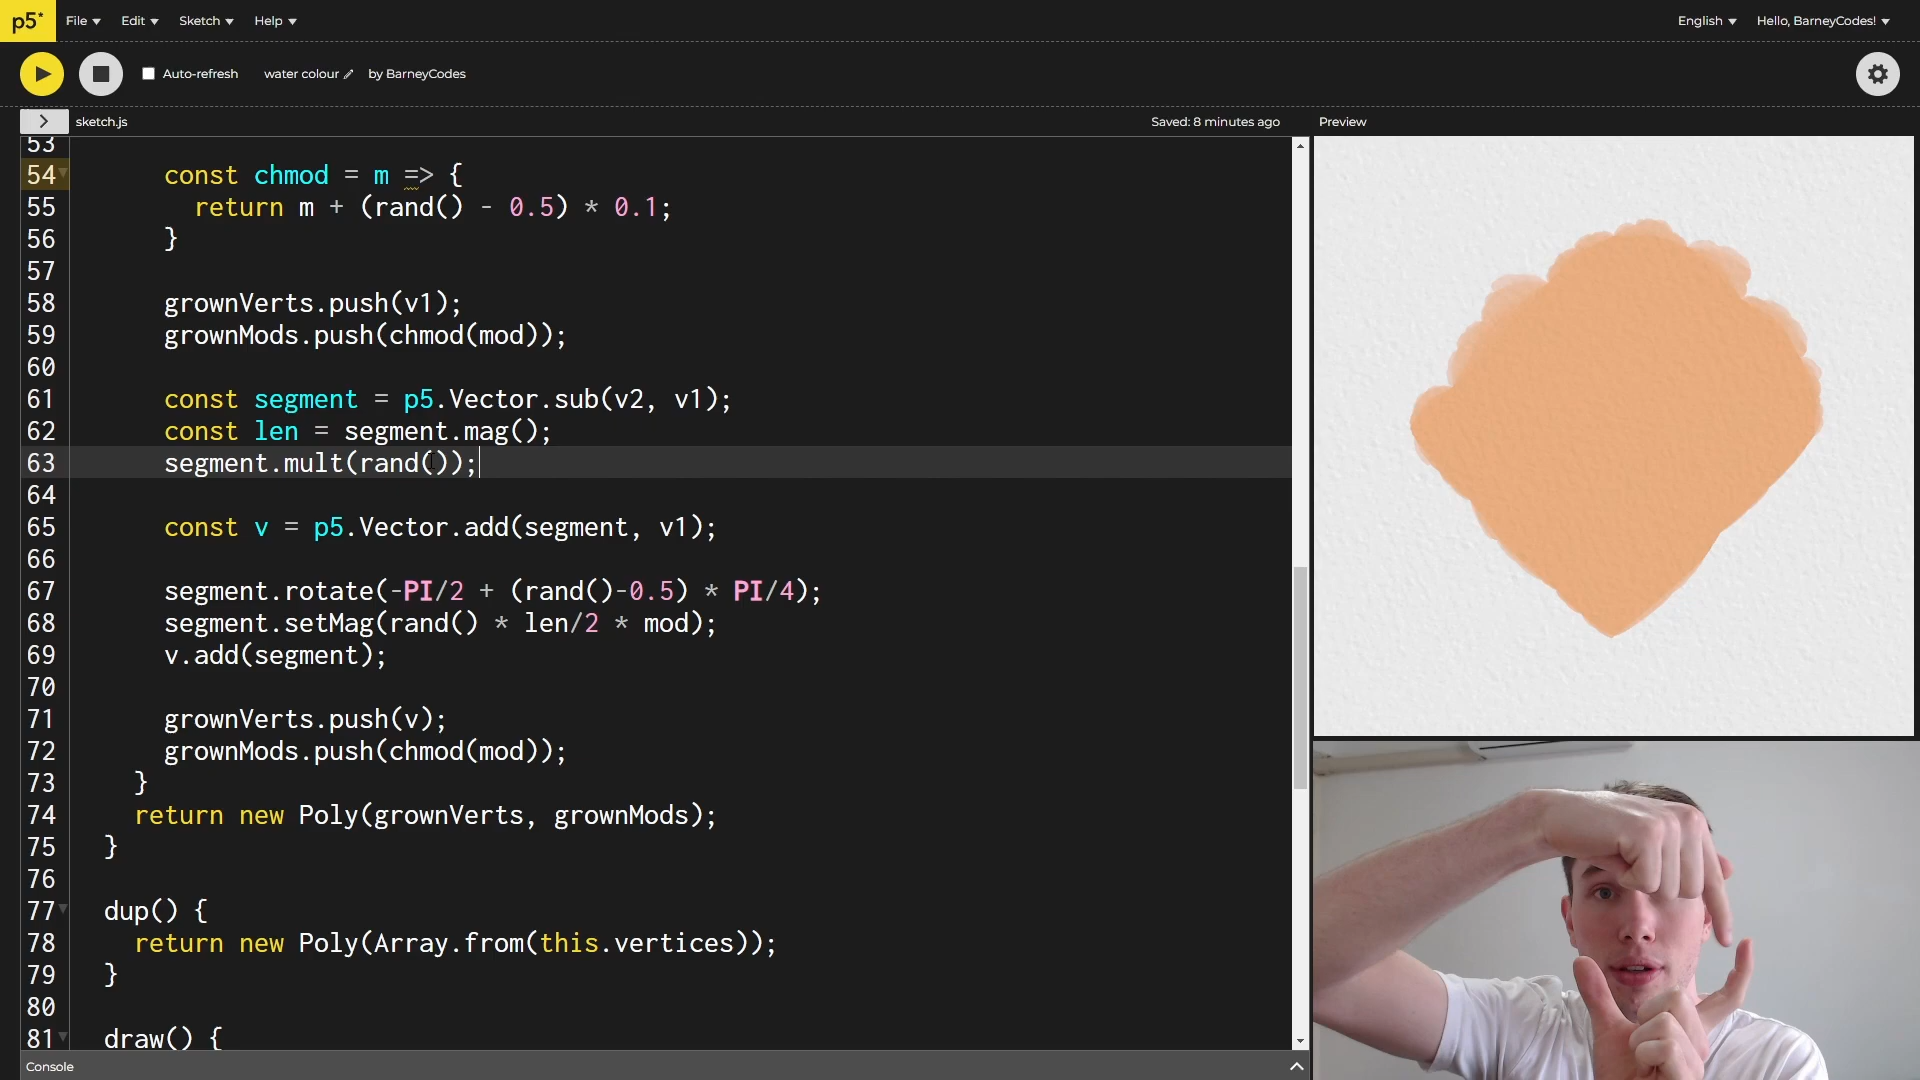 p5*
File Edit Sketch Help English Hello, BarneyCodes!
Auto-refresh water colour by BarneyCodes
sketch.js Saved: 8 minutes ago Preview
53
54 const chmod = m => {
55 return m + (rand() - 0.5) * 0.1;
56 }
57
58 grownVerts.push(v1);
59 grownMods.push(chmod(mod));
60
61 const segment = p5.Vector.sub(v2, v1);
62 const len = segment.mag();
63 segment.mult(rand());
64
65 const v = p5.Vector.add(segment, v1);
66
67 segment.rotate(-PI/2 + (rand()-0.5) * PI/4);
68 segment.setMag(rand() * len/2 * mod);
69 v.add(segment);
70
71 grownVerts.push(v);
72 grownMods.push(chmod(mod));
73 }
74 return new Poly(grownVerts, grownMods);
75 }
76
77 dup() {
78 return new Poly(Array.from(this.vertices));
79 }
80
81 draw() {
Console